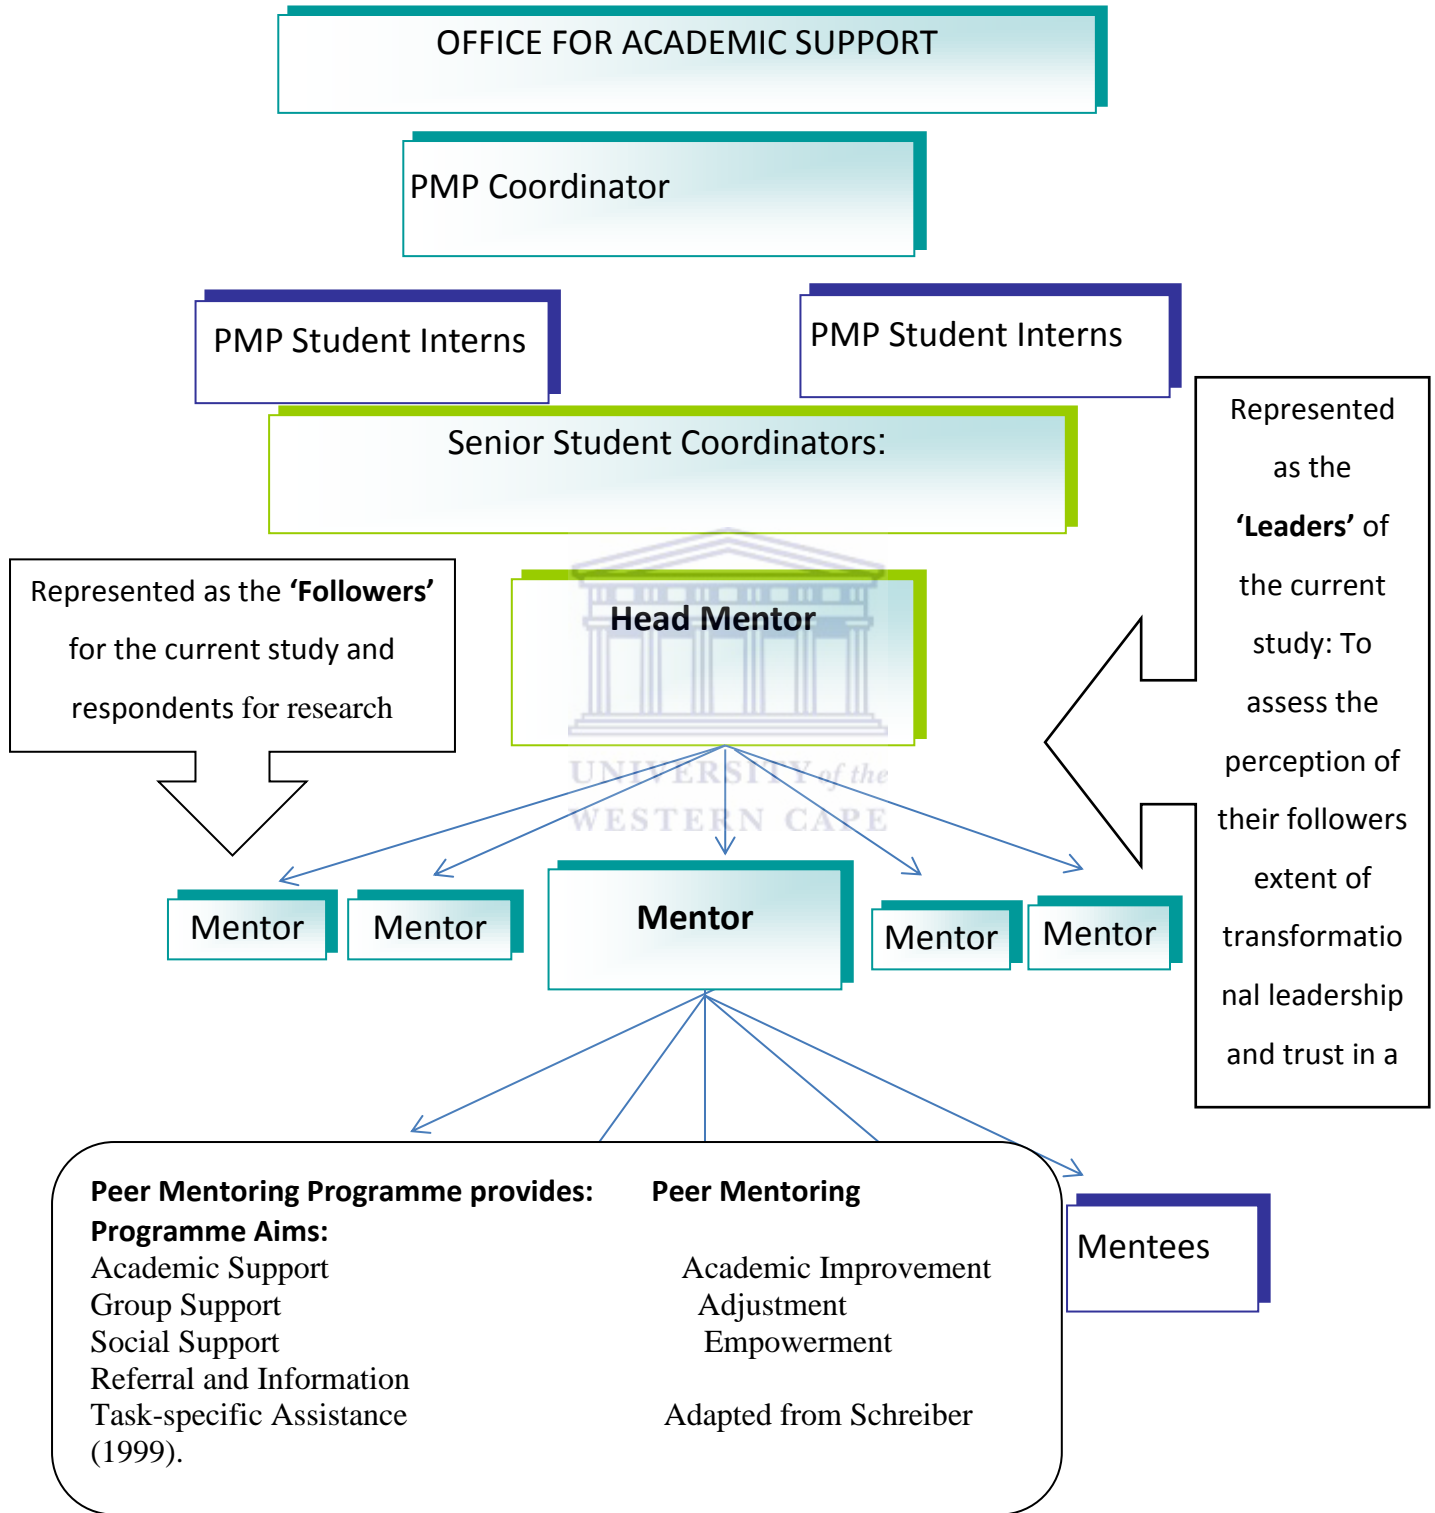 OFFICE FOR ACADEMIC SUPPORT
PMP Coordinator
PMP Student Interns
PMP Student Interns
Senior Student Coordinators:
Represented
as the
‘Leaders’ of
the current
study: To
assess the
perception of
their followers
extent of
transformatio
nal leadership
and trust in a
Represented as the ‘Followers’
for the current study and
respondents for research
Head Mentor
UNIVERSITY of the
WESTERN CAPE
Mentor
Mentor
Mentor
Mentor
Mentor
Peer Mentoring Programme provides: Peer Mentoring
Programme Aims:
Academic Support Academic Improvement
Group Support Adjustment
Social Support Empowerment
Referral and Information
Task-specific Assistance Adapted from Schreiber
(1999).
Mentees